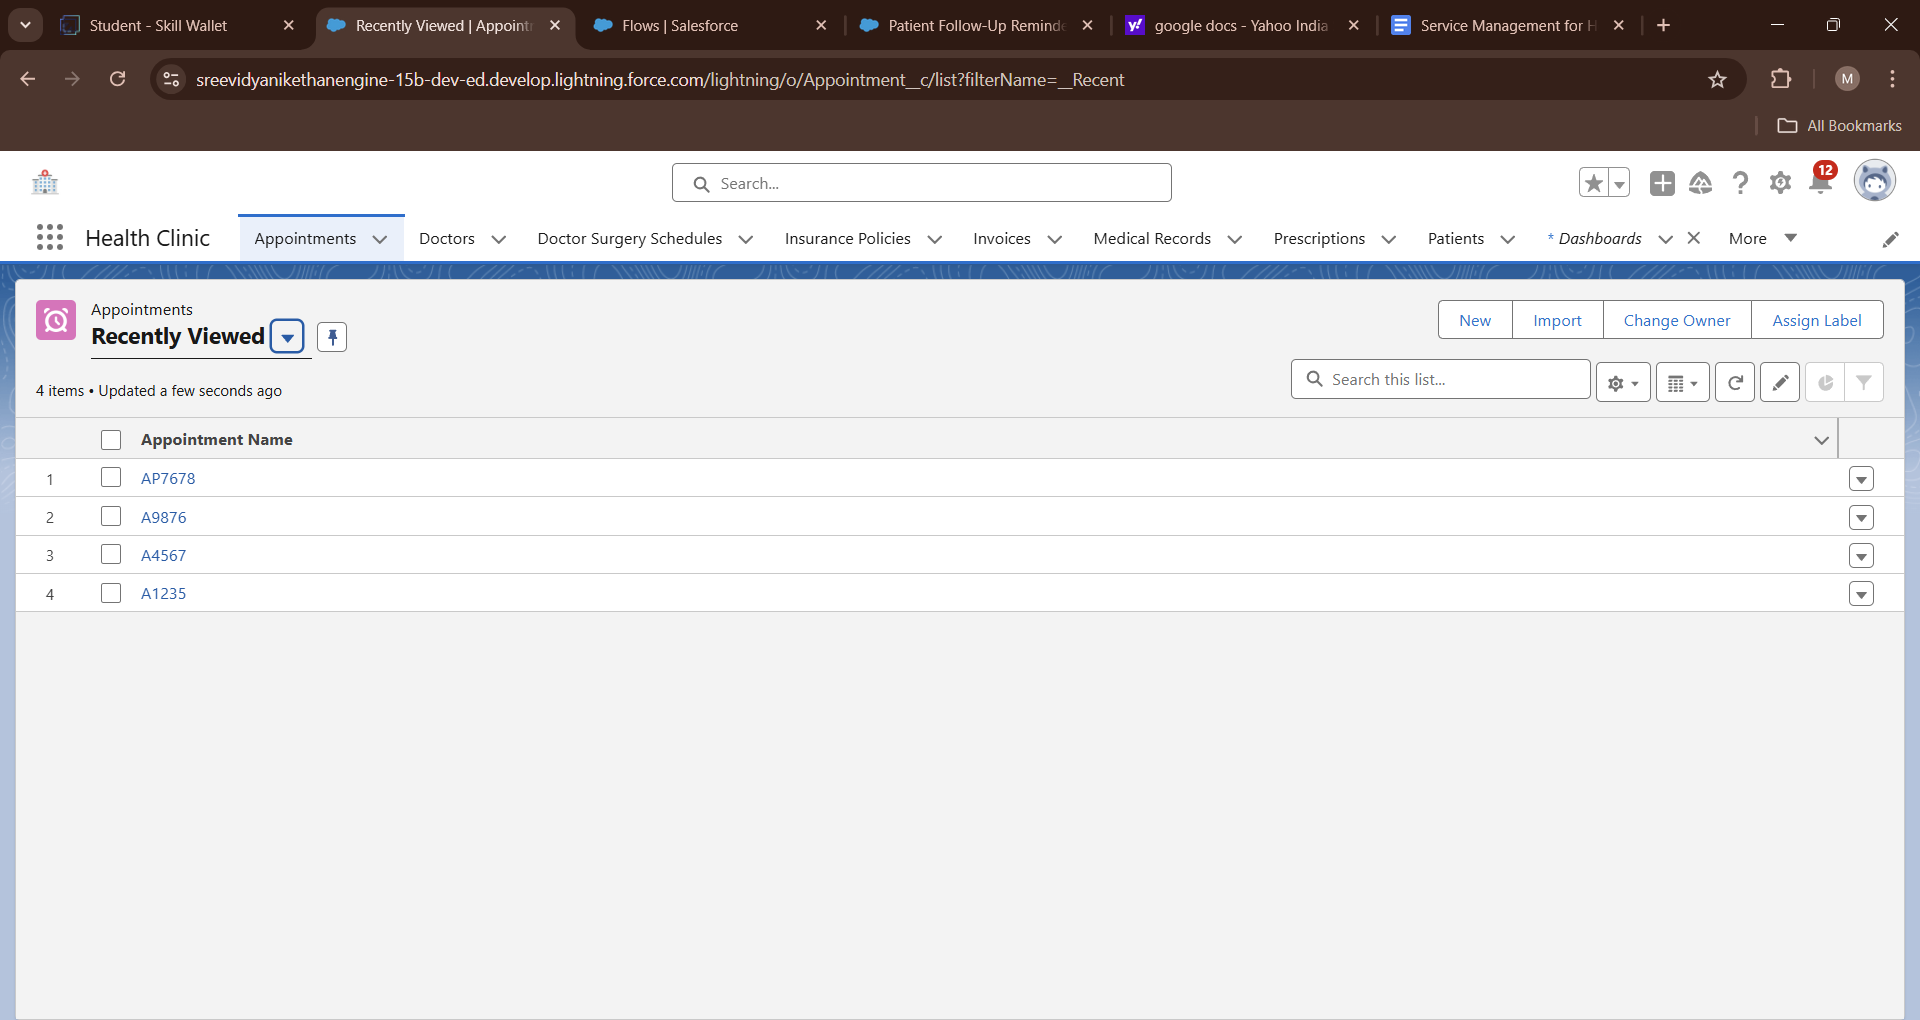 Student - Skill Wallet
Recently Viewed | Appoint
Flows | Salesforce
Patient Follow-Up Reminde
google docs - Yahoo India
Service Management for H
sreevidyanikethanengine-15b-dev-ed.develop.lightning.force.com/lightning/o/Appointment__c/list?filterName=__Recent
M
All Bookmarks
Search...
12
Health Clinic
Appointments
Doctors
Doctor Surgery Schedules
Insurance Policies
Invoices
Medical Records
Prescriptions
Patients
* Dashboards
More
Appointments
Recently Viewed
New
Import
Change Owner
Assign Label
4 items • Updated a few seconds ago
Search this list...
Appointment Name
1 AP7678
2 A9876
3 A4567
4 A1235